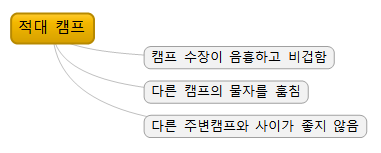 적대 캠프
캠프 수장이 음흉하고 비겁함
다른 캠프의 물자를 훔침
다른 주변캠프와 사이가 좋지 않음